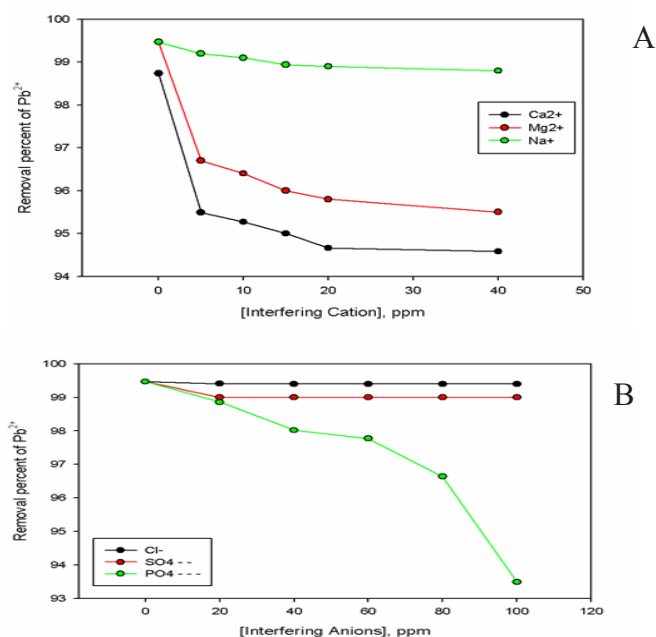 A
100
99
98
97
96
95
94
Removal percent of Pb²⁺
Ca2+
Mg2+
Na+
0 10 20 30 40 50
[Interfering Cation], ppm
B
100
99
98
97
96
95
94
93
Removal percent of Pb²⁺
Cl-
SO4 - -
PO4 - - -
0 20 40 60 80 100 120
[Interfering Anions], ppm